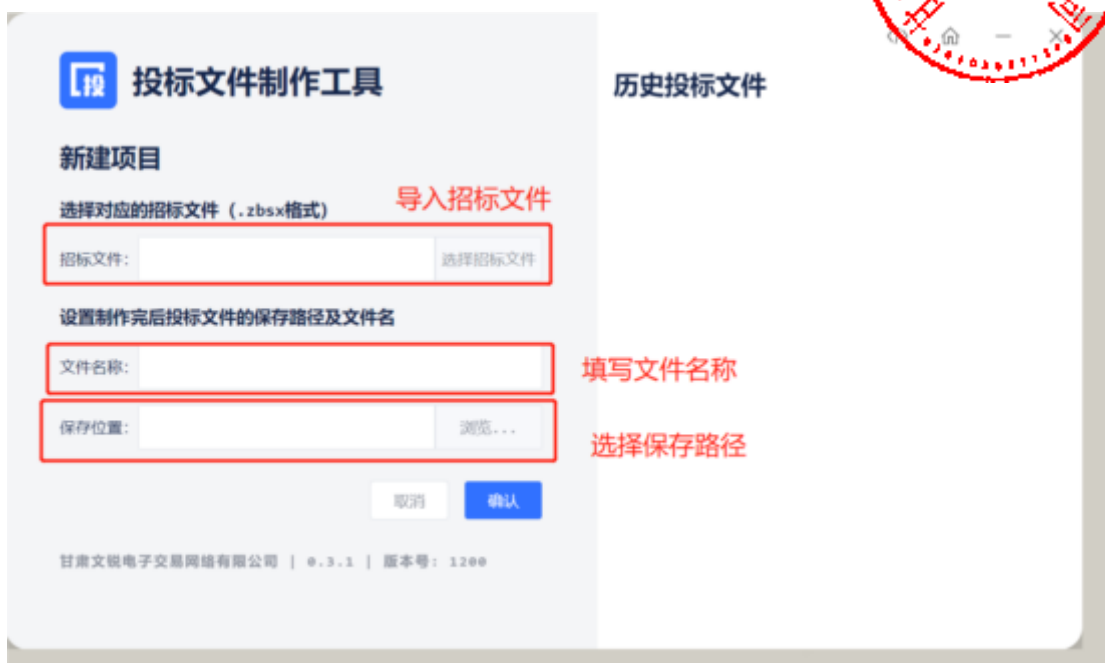 投标文件制作工具
历史投标文件
新建项目
选择对应的招标文件（.zbsx格式）
导入招标文件
招标文件：
选择招标文件
设置制作完后投标文件的保存路径及文件名
文件名称：
填写文件名称
保存位置：
浏览...
选择保存路径
取消
确认
甘肃文锐电子交易网络有限公司 | 0.3.1 | 版本号: 1200